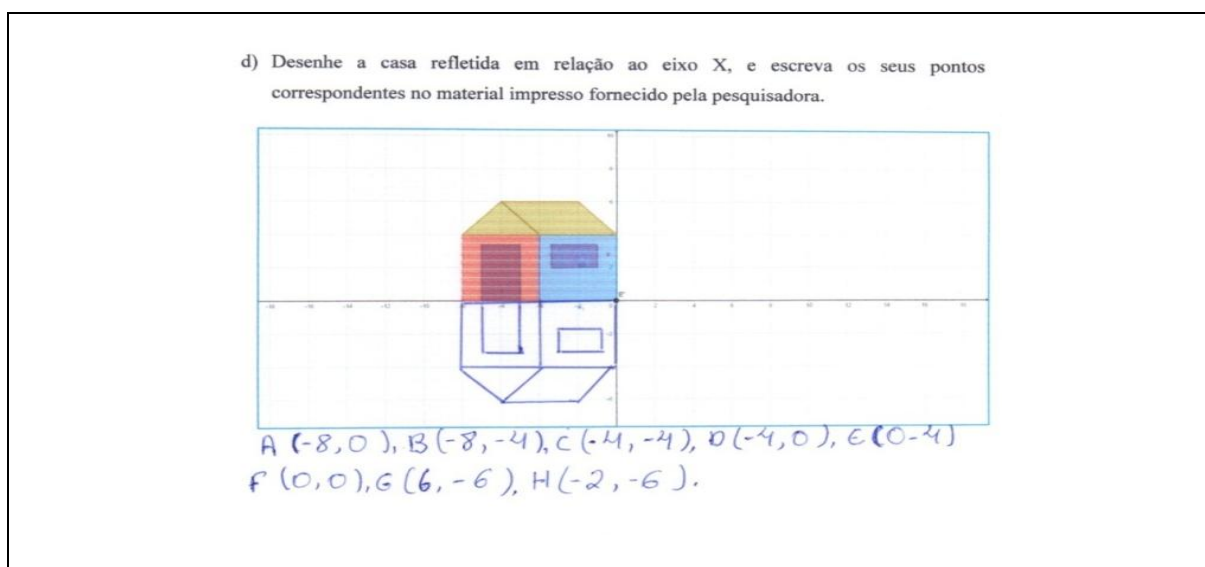 d) Desenhe a casa refletida em relação ao eixo X, e escreva os seus pontos
correspondentes no material impresso fornecido pela pesquisadora.
A (-8,0), B(-8,-4), C(-4,-4), D(-4,0), E(0-4)
F (0,0), G(6,-6), H(-2,-6).